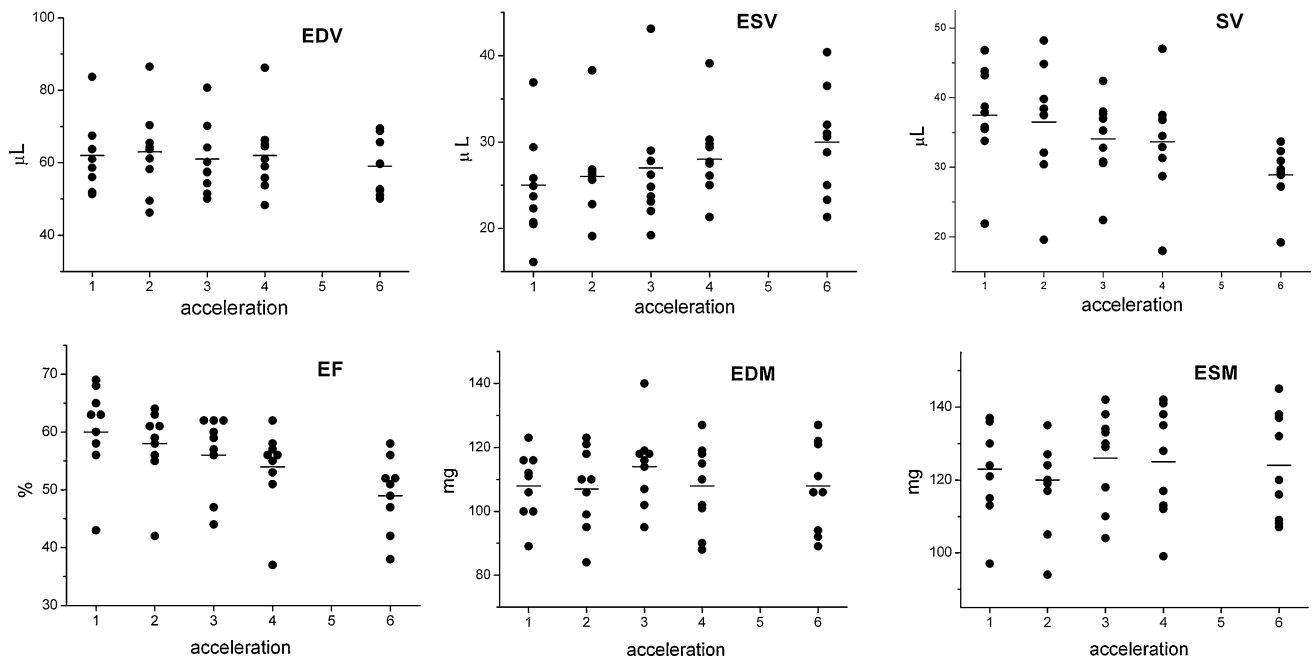 EDV
100
80
60
40
μL
1 2 3 4 5 6
acceleration
ESV
40
30
20
μ L
1 2 3 4 5 6
acceleration
SV
50
40
30
20
μL
1 2 3 4 5 6
acceleration
EF
70
60
50
40
30
%
1 2 3 4 5 6
acceleration
EDM
140
120
100
80
mg
1 2 3 4 5 6
acceleration
ESM
140
120
100
mg
1 2 3 4 5 6
acceleration